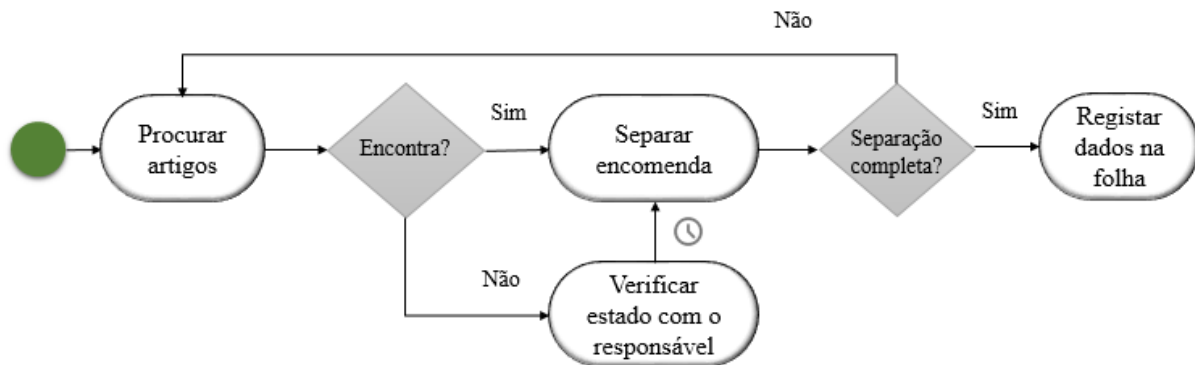 Não
Procurar
artigos
Encontra?
Sim
Separar
encomenda
Separação
completa?
Sim
Registar
dados na
folha
Não
Verificar
estado com o
responsável